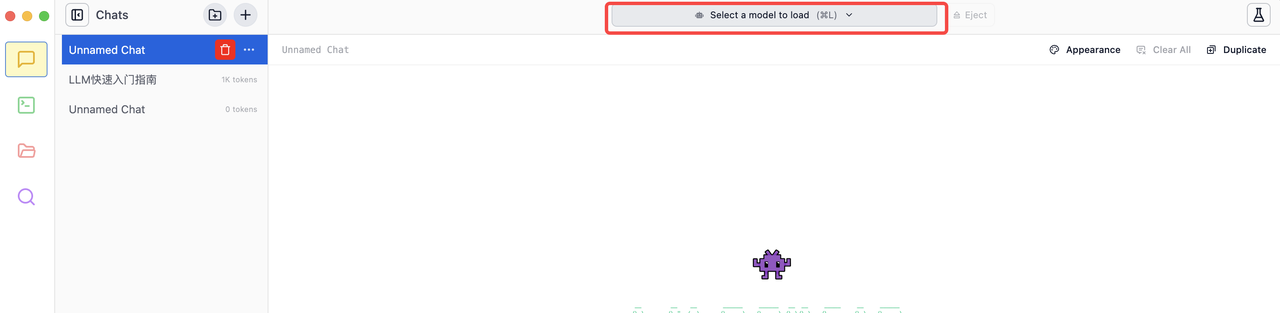 Chats
Select a model to load (⌘L)
Eject
Unnamed Chat
LLM快速入门指南 1K tokens
Unnamed Chat 0 tokens
Unnamed Chat
Appearance
Clear All
Duplicate